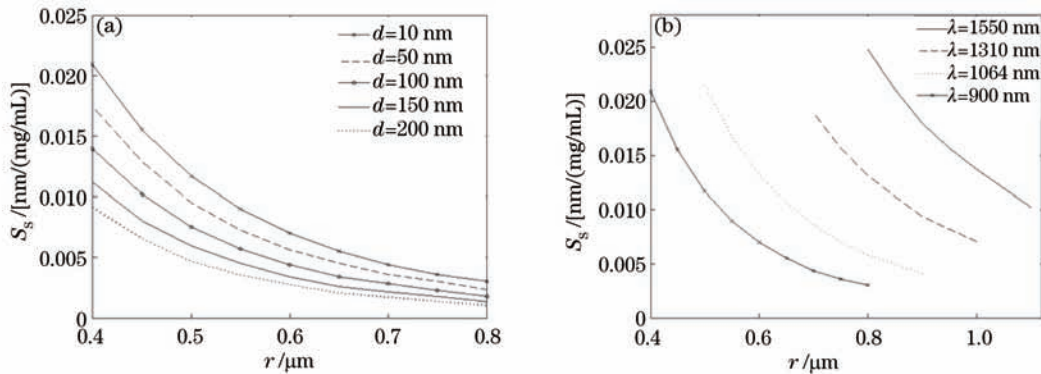 (a)
d=10 nm
d=50 nm
d=100 nm
d=150 nm
d=200 nm
0.025
0.020
0.015
0.010
0.005
0
S_s /[nm/(mg/mL)]
0.4 0.5 0.6 0.7 0.8
r /μm
(b)
λ=1550 nm
λ=1310 nm
λ=1064 nm
λ=900 nm
0.025
0.020
0.015
0.010
0.005
0
S_s /[nm/(mg/mL)]
0.4 0.6 0.8 1.0
r /μm